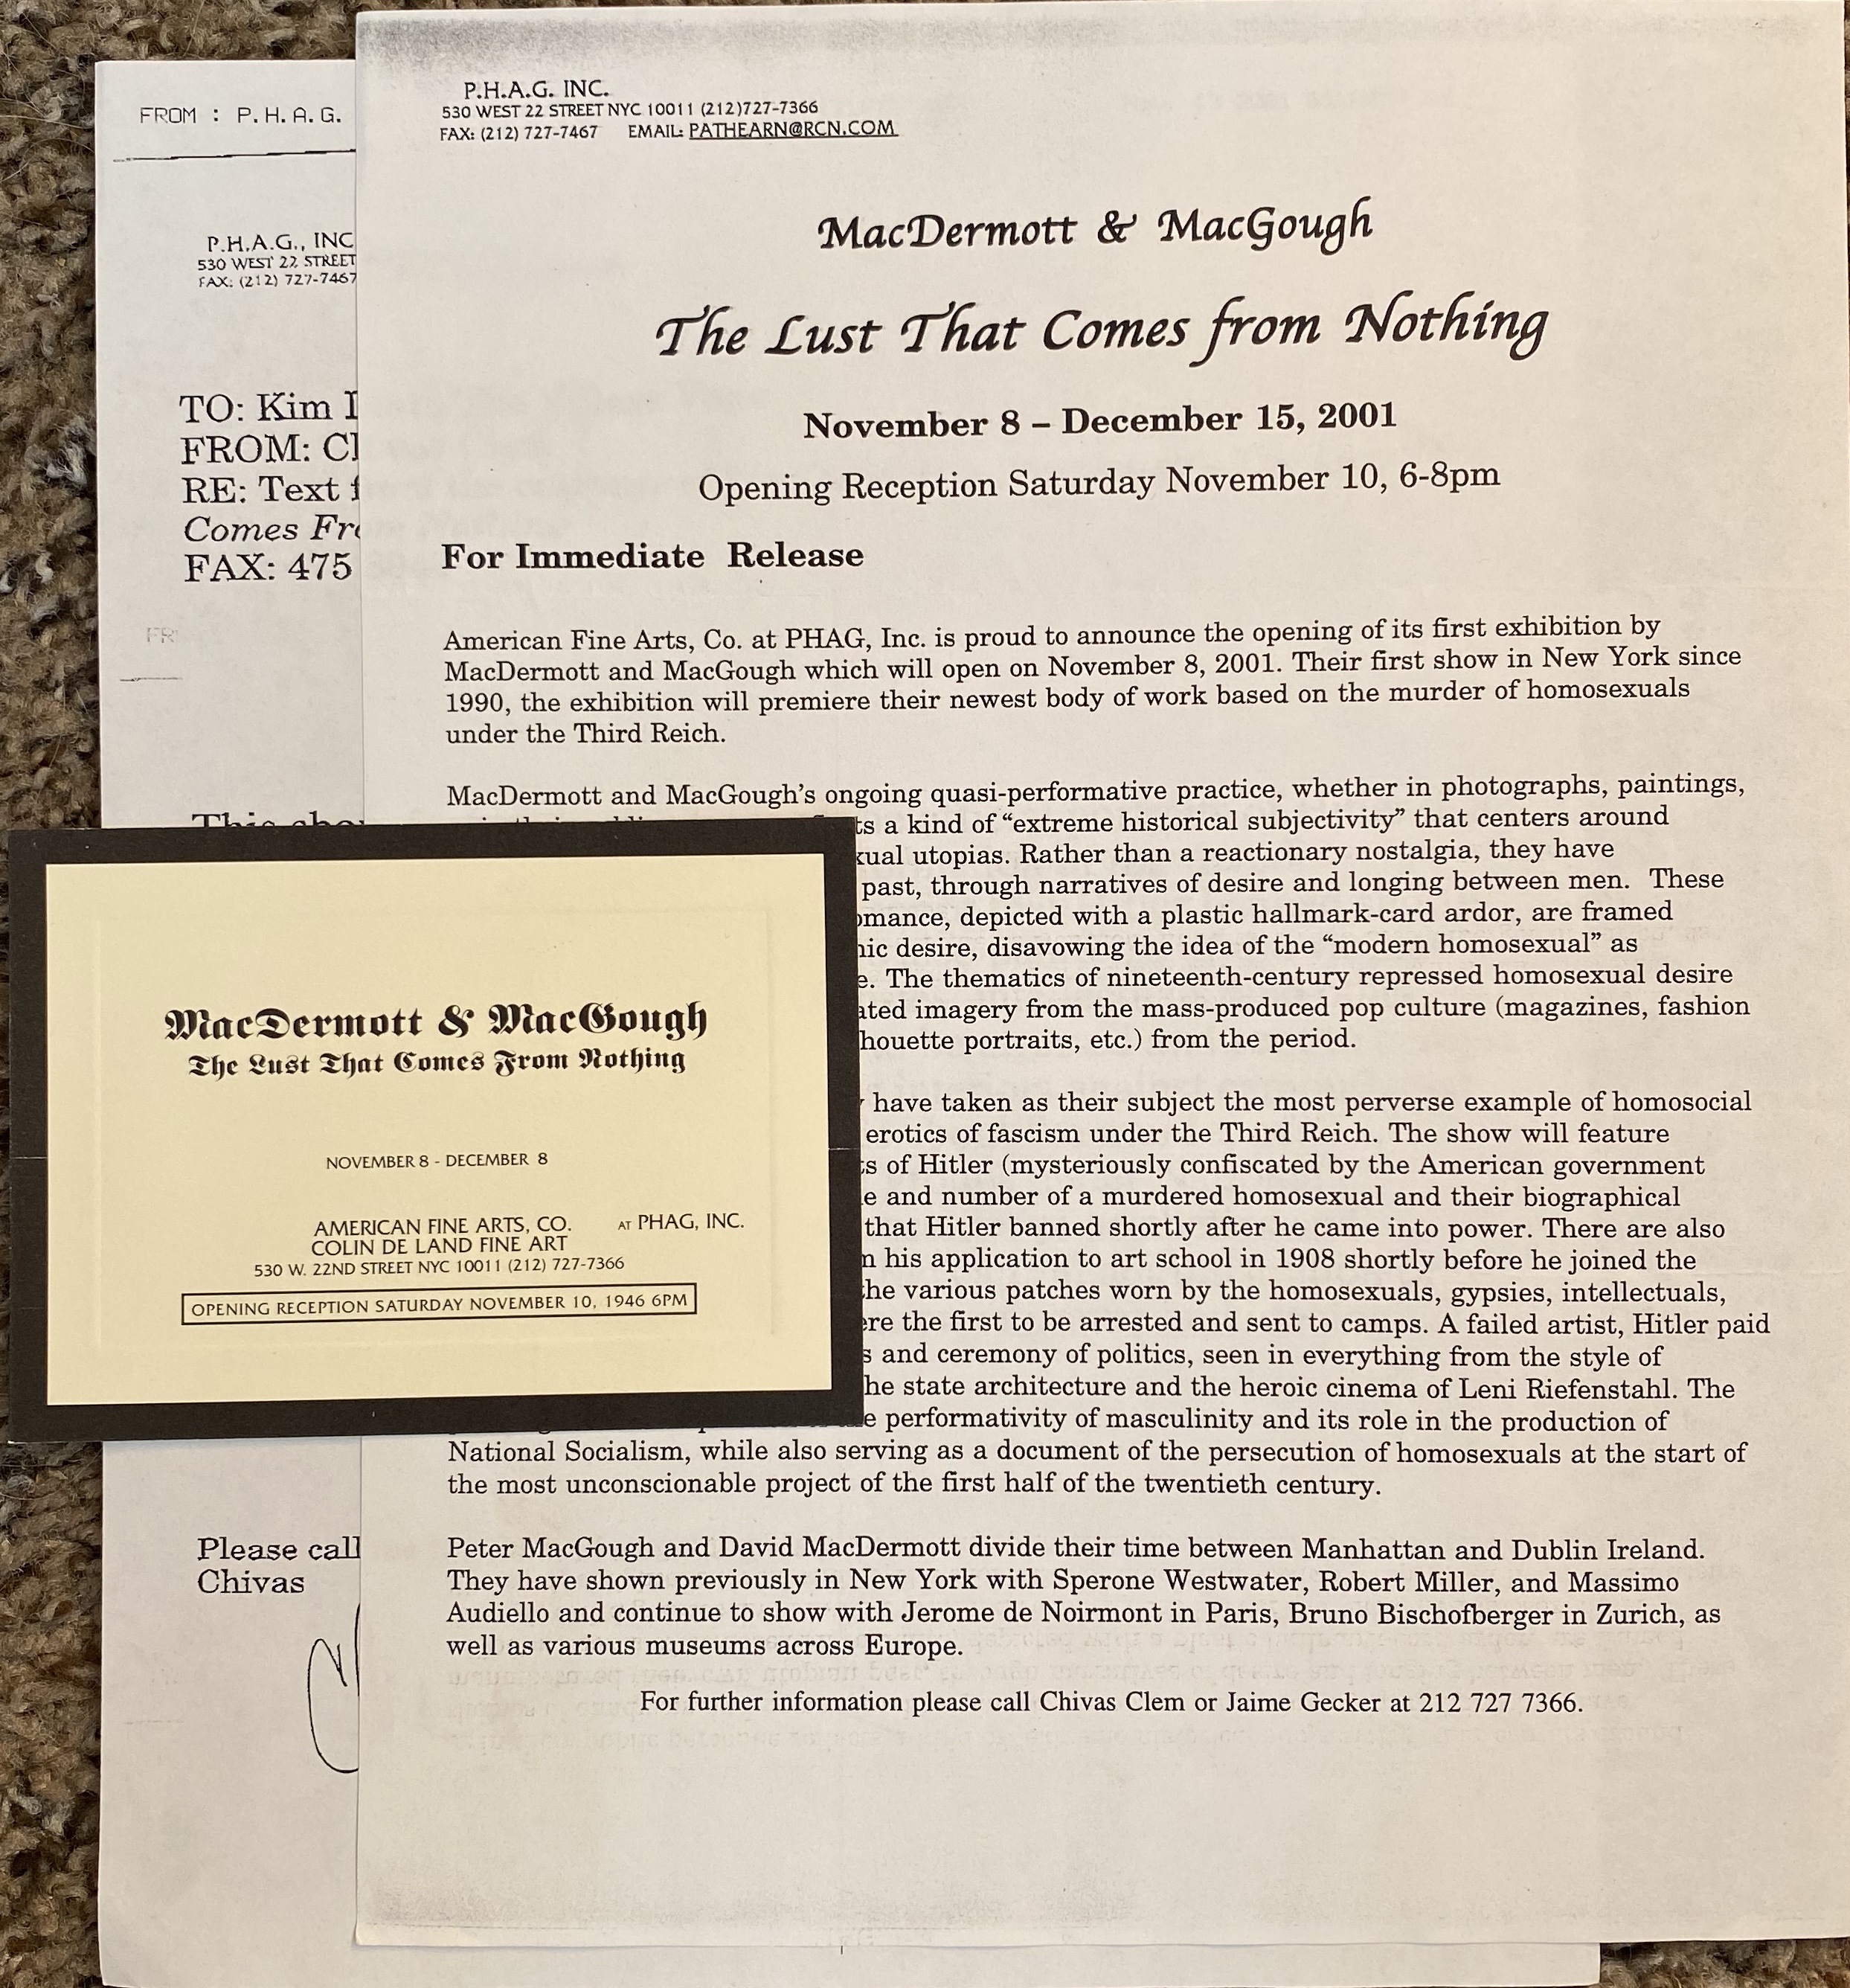 FROM : P.H.A.G.
P.H.A.G., INC
530 WEST 22 STREET
FAX: (212) 727-7467
TO: Kim
FROM:
RE: Text
Comes
FAX: 475
This
Please call
Chivas
P.H.A.G. INC.
530 WEST 22 STREET NYC 10011 (212)727-7366
FAX: (212) 727-7467 EMAIL: PATHEARN@RCN.COM
MacDermott & MacGough
The Lust That Comes from Nothing
November 8 – December 15, 2001
Opening Reception Saturday November 10, 6-8pm
For Immediate Release
American Fine Arts, Co. at PHAG, Inc. is proud to announce the opening of its first exhibition by
MacDermott and MacGough which will open on November 8, 2001. Their first show in New York since
1990, the exhibition will premiere their newest body of work based on the murder of homosexuals
under the Third Reich.
MacDermott and MacGough's ongoing quasi-performative practice, whether in photographs, paintings,
a kind of “extreme historical subjectivity” that centers around
utopias. Rather than a reactionary nostalgia, they have
past, through narratives of desire and longing between men. These
depicted with a plastic hallmark-card ardor, are framed
desire, disavowing the idea of the “modern homosexual” as
The thematics of nineteenth-century repressed homosexual desire
imagery from the mass-produced pop culture (magazines, fashion
portraits, etc.) from the period.
have taken as their subject the most perverse example of homosocial
erotics of fascism under the Third Reich. The show will feature
of Hitler (mysteriously confiscated by the American government
and number of a murdered homosexual and their biographical
that Hitler banned shortly after he came into power. There are also
his application to art school in 1908 shortly before he joined the
the various patches worn by the homosexuals, gypsies, intellectuals,
the first to be arrested and sent to camps. A failed artist, Hitler paid
and ceremony of politics, seen in everything from the style of
the state architecture and the heroic cinema of Leni Riefenstahl. The
performativity of masculinity and its role in the production of
National Socialism, while also serving as a document of the persecution of homosexuals at the start of
the most unconscionable project of the first half of the twentieth century.
Peter MacGough and David MacDermott divide their time between Manhattan and Dublin Ireland.
They have shown previously in New York with Sperone Westwater, Robert Miller, and Massimo
Audiello and continue to show with Jerome de Noirmont in Paris, Bruno Bischofberger in Zurich, as
well as various museums across Europe.
For further information please call Chivas Clem or Jaime Gecker at 212 727 7366.
MacDermott & MacGough
The Lust That Comes From Nothing
NOVEMBER 8 - DECEMBER 8
AMERICAN FINE ARTS, CO. AT PHAG, INC.
COLIN DE LAND FINE ART
530 W. 22ND STREET NYC 10011 (212) 727-7366
OPENING RECEPTION SATURDAY NOVEMBER 10, 1946 6PM